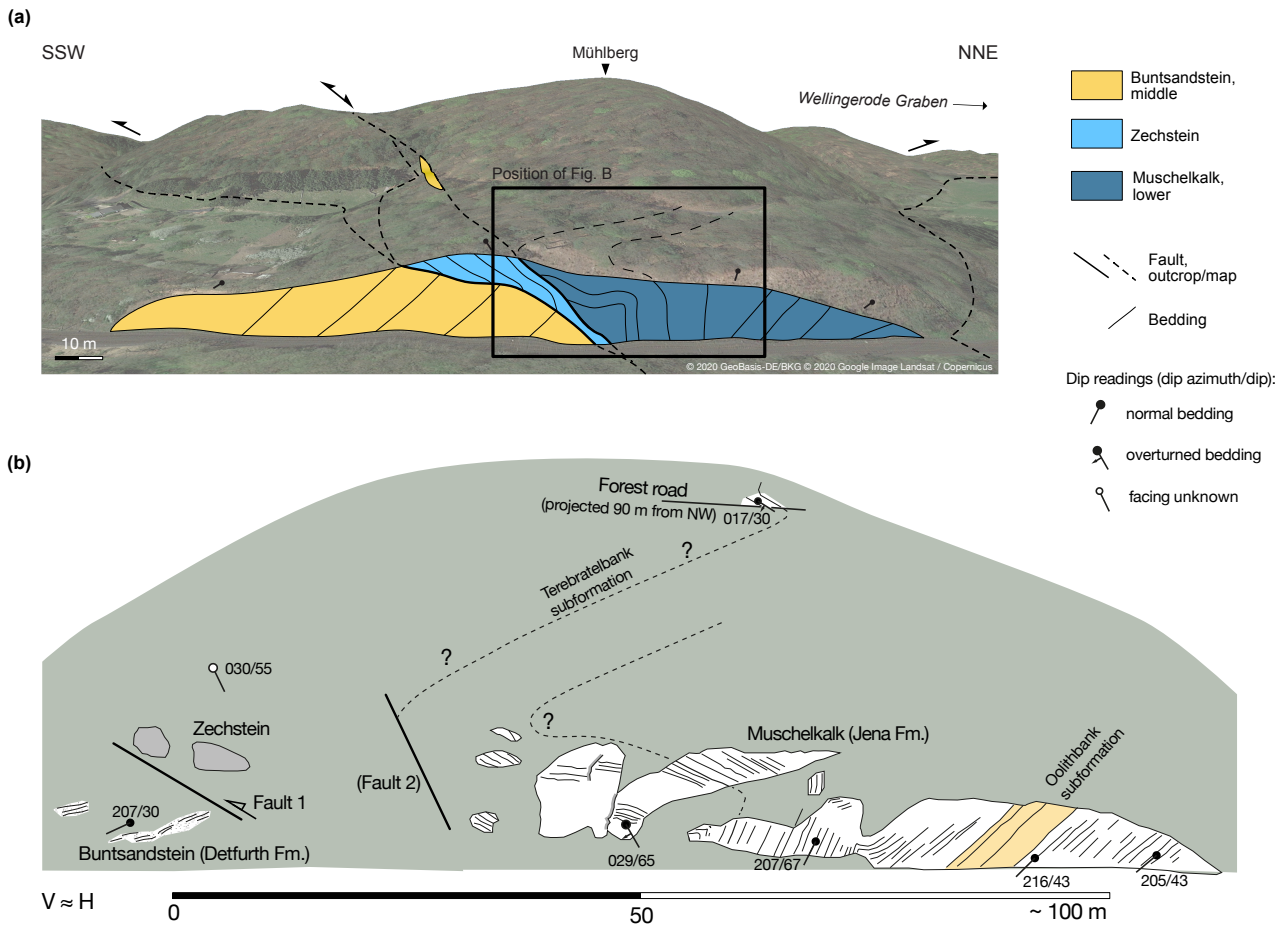 (a)
SSW
Mühlberg
NNE
Wellingerode Graben
Position of Fig. B
10 m
© 2020 GeoBasis-DE/BKG © 2020 Google Image Landsat / Copernicus
Buntsandstein,
middle
Zechstein
Muschelkalk,
lower
Fault,
outcrop/map
Bedding
Dip readings (dip azimuth/dip):
normal bedding
overturned bedding
facing unknown
(b)
Forest road
(projected 90 m from NW)
017/30
?
Terebratelbank
subformation
?
030/55
?
Zechstein
Muschelkalk (Jena Fm.)
Oolithbank
subformation
(Fault 2)
Fault 1
207/30
Buntsandstein (Detfurth Fm.)
029/65
207/67
216/43
205/43
V ≈ H
0
50
~ 100 m